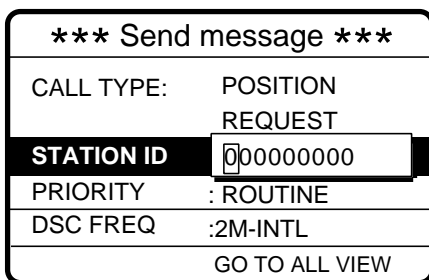 *** Send message ***
CALL TYPE: POSITION
REQUEST
STATION ID 000000000
PRIORITY : ROUTINE
DSC FREQ :2M-INTL
GO TO ALL VIEW